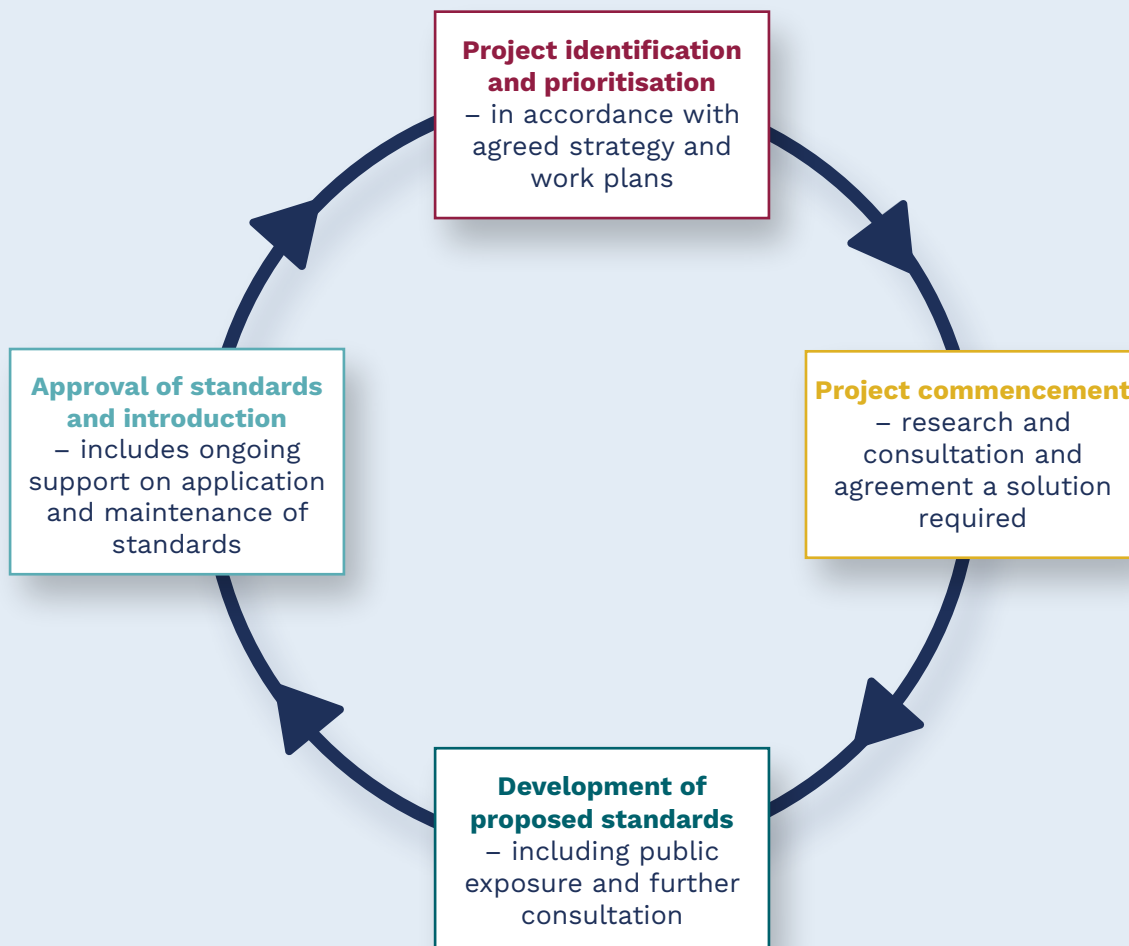 Project identification
and prioritisation
– in accordance with
agreed strategy and
work plans
Project commencement
– research and
consultation and
agreement a solution
required
Development of
proposed standards
– including public
exposure and further
consultation
Approval of standards
and introduction
– includes ongoing
support on application
and maintenance of
standards